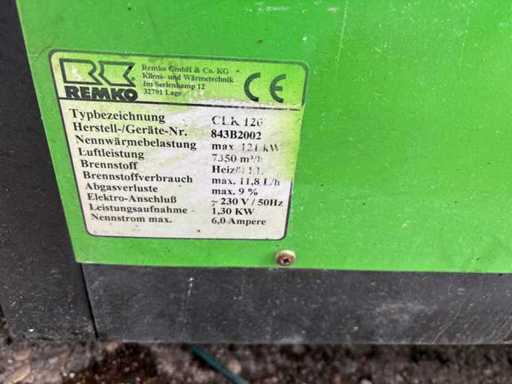 REMKO
Remko GmbH & Co. KG
Klima- und Wärmetechnik
Im Seelenkamp 12
32791 Lage
CE
Typbezeichnung CLK 120
Herstell-/Geräte-Nr. 843B2002
Nennwärmebelastung max. 121 kW
Luftleistung 7350 m³/h
Brennstoff
Brennstoffverbrauch max. 11,8 L/h
Abgasverluste max. 9 %
Elektro-Anschluß ~ 230 V / 50Hz
Leistungsaufnahme 1,30 KW
Nennstrom max. 6,0 Ampere